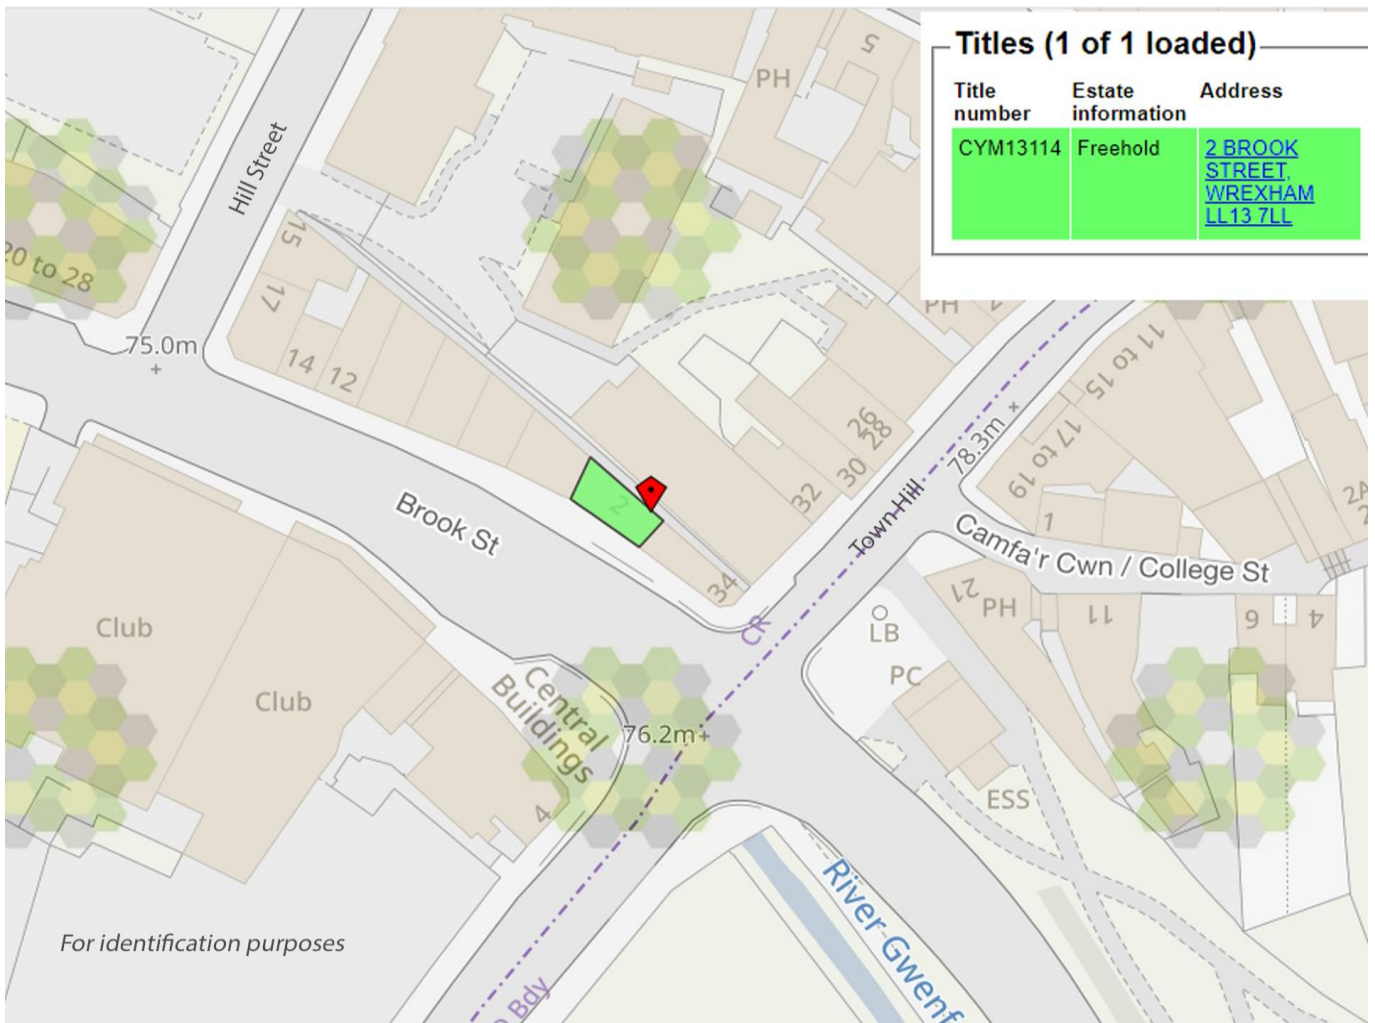 Titles (1 of 1 loaded)
Title number
Estate information
Address
CYM13114
Freehold
2 BROOK
STREET,
WREXHAM
LL13 7LL
5
PH
Hill Street
15
17
20 to 28
75.0m
14
12
PH
11 to 15
17 to 19
78.3m
26
28
30
32
2
34
Town Hill
Brook St
1
2A
Camfa'r Cwn / College St
21
PH
11
6
4
LB
PC
CR
Club
Club
Central
Buildings
76.2m
4
ESS
River Gwenf
Bdy
For identification purposes